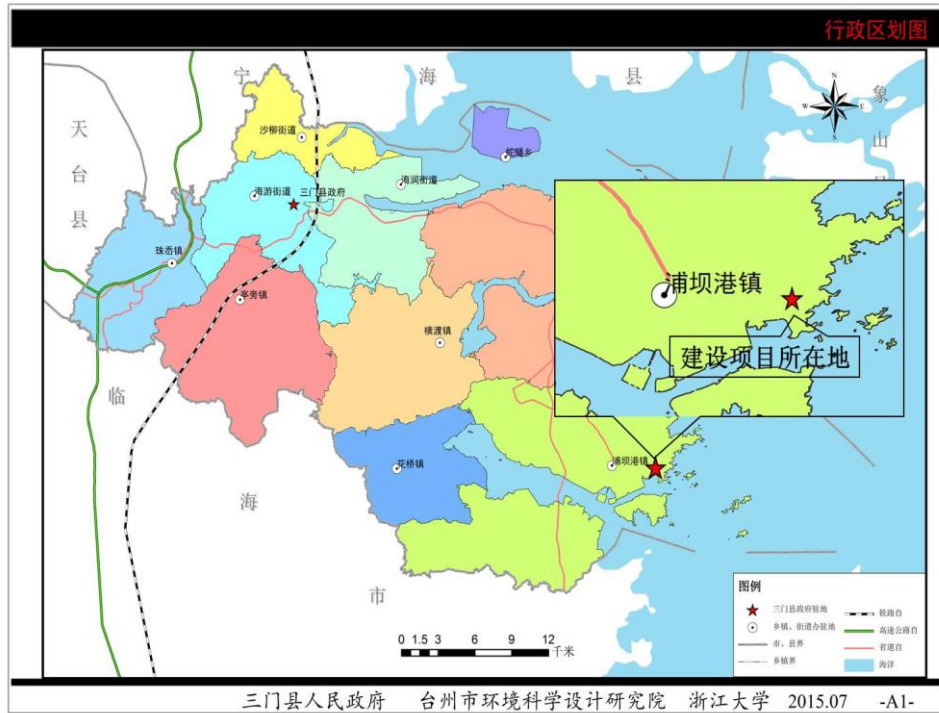 行政区划图
宁
海
县
象
山
天
台
县
临
海
市
N
W
E
S
沙柳街道
蛇蟠乡
海游街道
三门县政府
海润街道
珠岙镇
亭旁镇
横渡镇
花桥镇
浦坝港镇
浦坝港镇
建设项目所在地
图例
三门县政府驻地
乡镇、街道办驻地
市、县界
乡镇界
铁路自
高速公路自
省道自
海洋
0 1.5 3 6 9 12
千米
三门县人民政府 台州市环境科学设计研究院 浙江大学 2015.07 -A1-